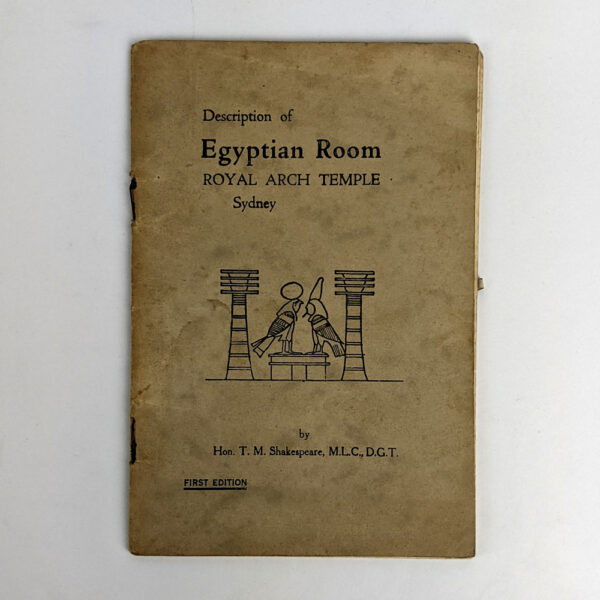 Description of
Egyptian Room
ROYAL ARCH TEMPLE
Sydney
by
Hon. T. M. Shakespeare, M.L.C., D.G.T.
FIRST EDITION